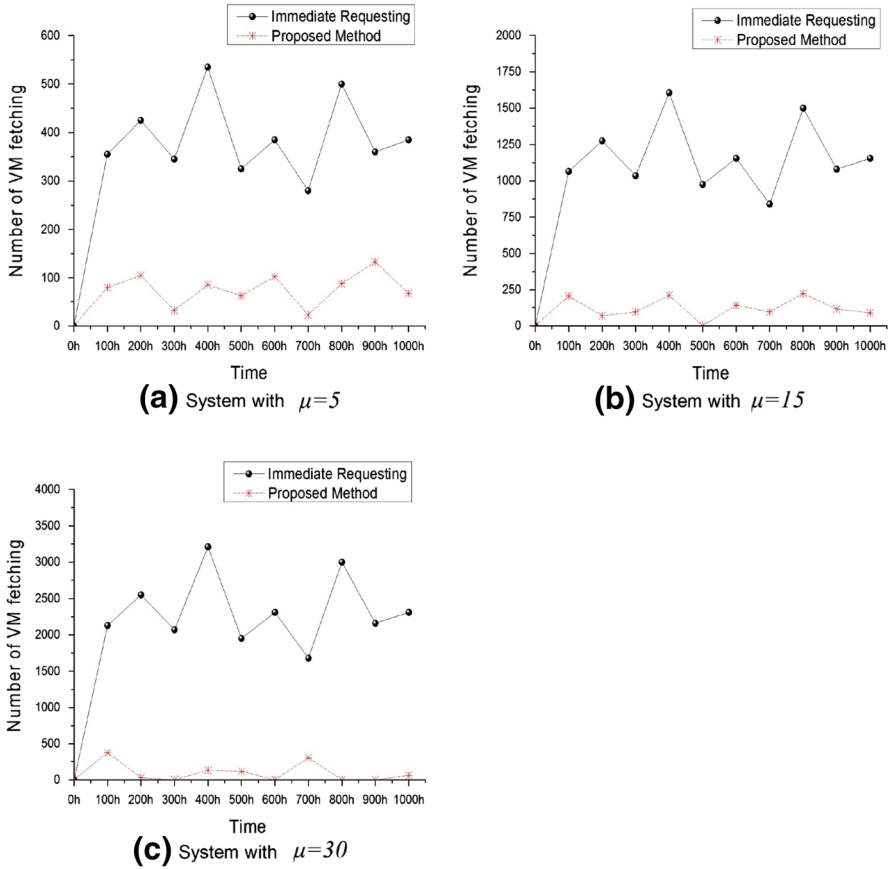 Immediate Requesting
Proposed Method
600
500
400
300
200
100
0
Number of VM fetching
0h 100h 200h 300h 400h 500h 600h 700h 800h 900h 1000h
Time
(a) System with μ=5
Immediate Requesting
Proposed Method
2000
1750
1500
1250
1000
750
500
250
0
Number of VM fetching
0h 100h 200h 300h 400h 500h 600h 700h 800h 900h 1000h
Time
(b) System with μ=15
Immediate Requesting
Proposed Method
4000
3500
3000
2500
2000
1500
1000
500
0
Number of VM fetching
0h 100h 200h 300h 400h 500h 600h 700h 800h 900h 1000h
Time
(c) System with μ=30